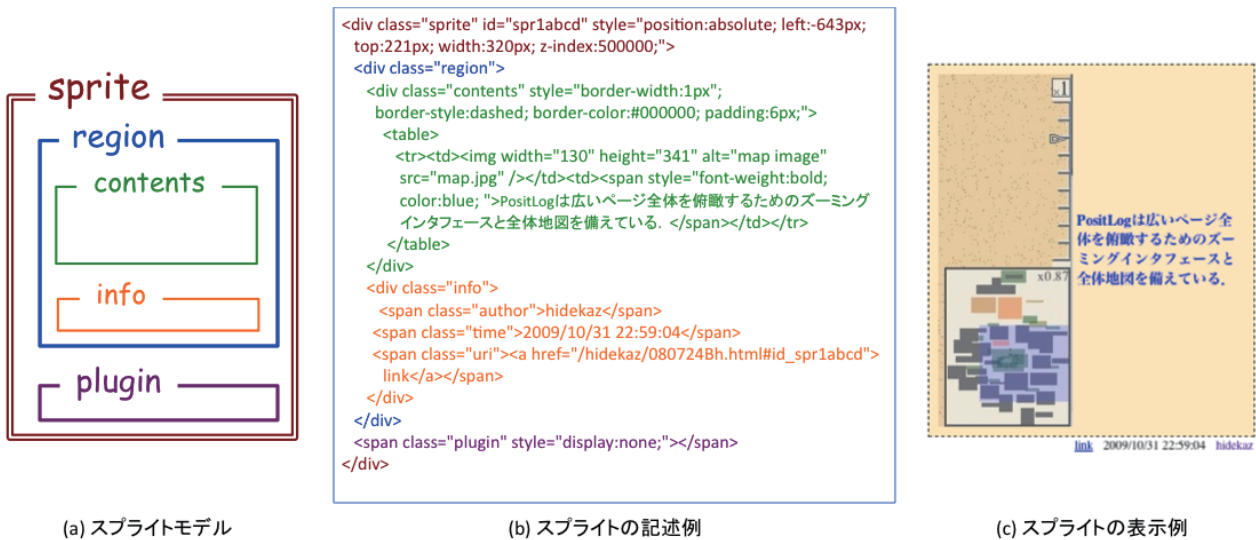 sprite
region
contents
info
plugin
(a) スプライトモデル
<div class="sprite" id="spr1abcd" style="position:absolute; left:-643px;
top:221px; width:320px; z-index:500000;">
<div class="region">
<div class="contents" style="border-width:1px";
border-style:dashed; border-color:#000000; padding:6px;">
<table>
<tr><td><img width="130" height="341" alt="map image"
src="map.jpg" /></td><td><span style="font-weight:bold;
color:blue; ">PositLogは広いページ全体を俯瞰するためのズーミング
インタフェースと全体地図を備えている. </span></td></tr>
</table>
</div>
<div class="info">
<span class="author">hidekaz</span>
<span class="time">2009/10/31 22:59:04</span>
<span class="uri"><a href="/hidekaz/080724Bh.html#id_spr1abcd">
link</a></span>
</div>
</div>
<span class="plugin" style="display:none;"></span>
</div>
(b) スプライトの記述例
x1
PositLogは広いページ全
体を俯瞰するためのズー
ミングインタフェースと
全体地図を備えている.
x0.87
link 2009/10/31 22:59:04 hidekaz
(c) スプライトの表示例